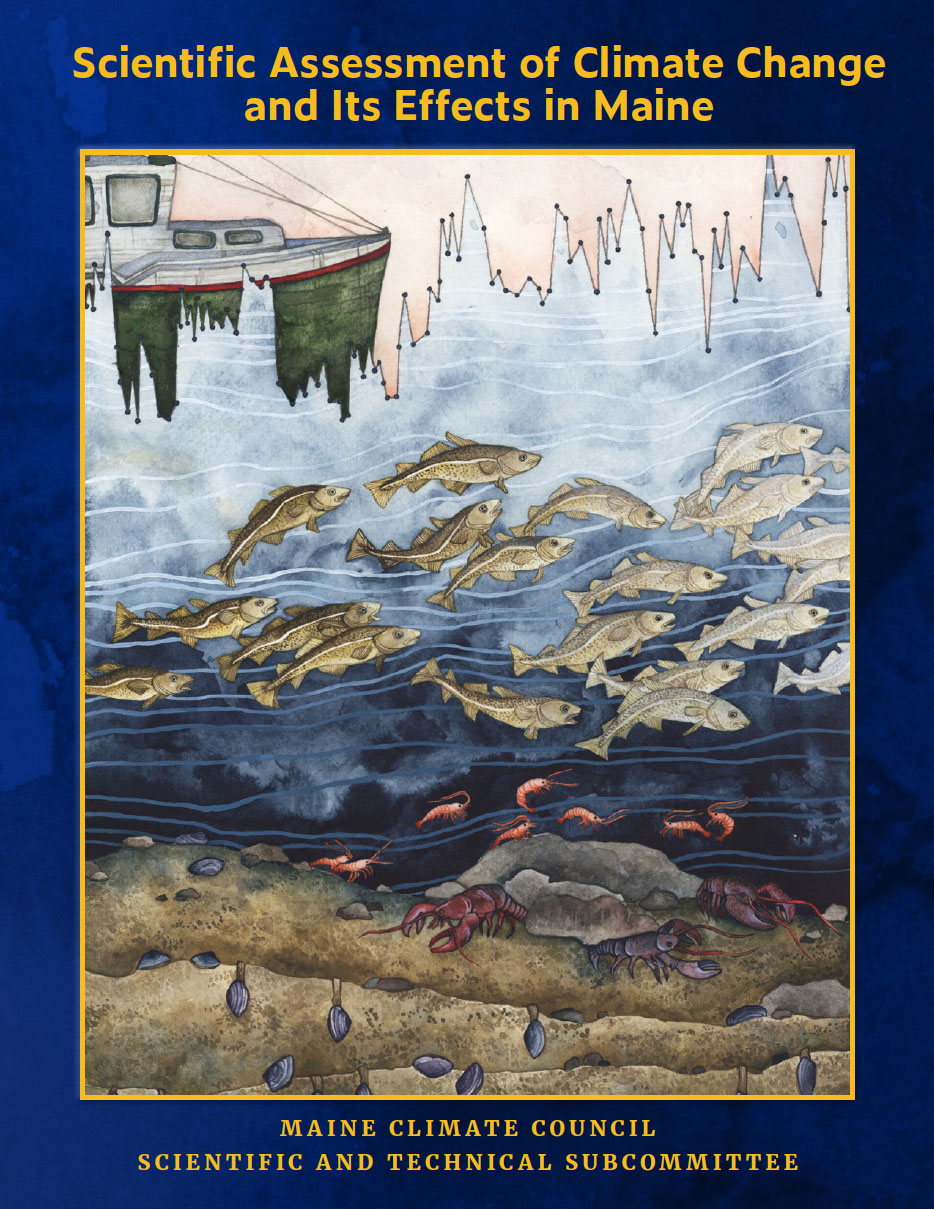 Scientific Assessment of Climate Change
and Its Effects in Maine
MAINE CLIMATE COUNCIL
SCIENTIFIC AND TECHNICAL SUBCOMMITTEE